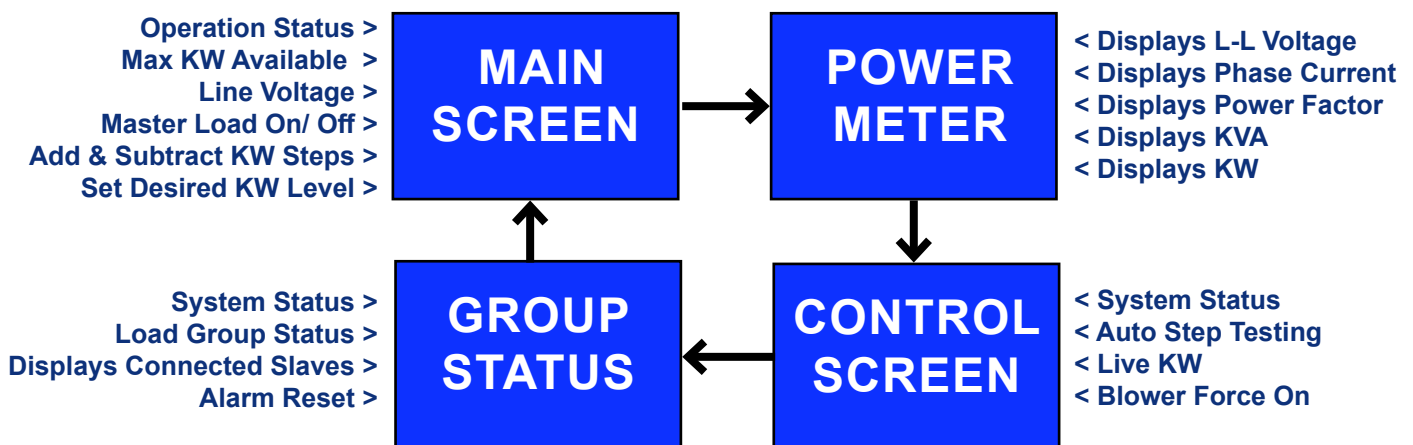 Operation Status >
Max KW Available >
Line Voltage >
Master Load On/ Off >
Add & Subtract KW Steps >
Set Desired KW Level >
MAIN
SCREEN
POWER
METER
< Displays L-L Voltage
< Displays Phase Current
< Displays Power Factor
< Displays KVA
< Displays KW
System Status >
Load Group Status >
Displays Connected Slaves >
Alarm Reset >
GROUP
STATUS
CONTROL
SCREEN
< System Status
< Auto Step Testing
< Live KW
< Blower Force On